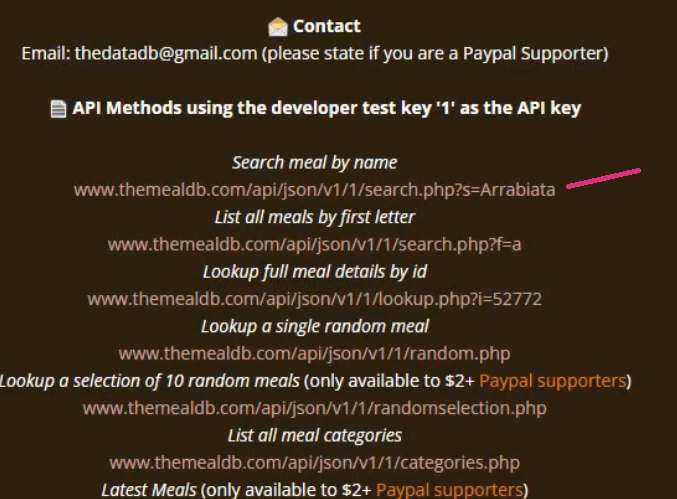 Contact
Email: thedatadb@gmail.com (please state if you are a Paypal Supporter)
API Methods using the developer test key '1' as the API key
Search meal by name
www.themealdb.com/api/json/v1/1/search.php?s=Arrabiata
List all meals by first letter
www.themealdb.com/api/json/v1/1/search.php?f=a
Lookup full meal details by id
www.themealdb.com/api/json/v1/1/lookup.php?i=52772
Lookup a single random meal
www.themealdb.com/api/json/v1/1/random.php
Lookup a selection of 10 random meals (only available to $2+ Paypal supporters)
www.themealdb.com/api/json/v1/1/randomselection.php
List all meal categories
www.themealdb.com/api/json/v1/1/categories.php
Latest Meals (only available to $2+ Paypal supporters)